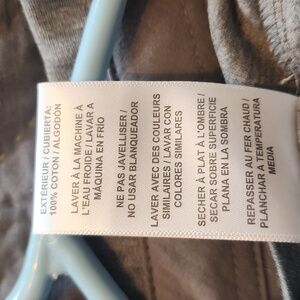 EXTÉRIEUR / CUBIERTA:
100% COTON / ALGODÓN
LAVER À LA MACHINE À
L'EAU FROIDE / LAVAR A
MAQUINA EN FRÍO
NE PAS JAVELLISER /
NO USAR BLANQUEADOR
LAVER AVEC DES COULEURS
SIMILAIRES / LAVAR CON
COLORES SIMILARES
SÉCHER À PLAT À L'OMBRE /
SECAR SOBRE SUPERFICIE
PLANA EN LA SOMBRA
REPASSER AU FER CHAUD /
PLANCHAR A TEMPERATURA
MEDIA